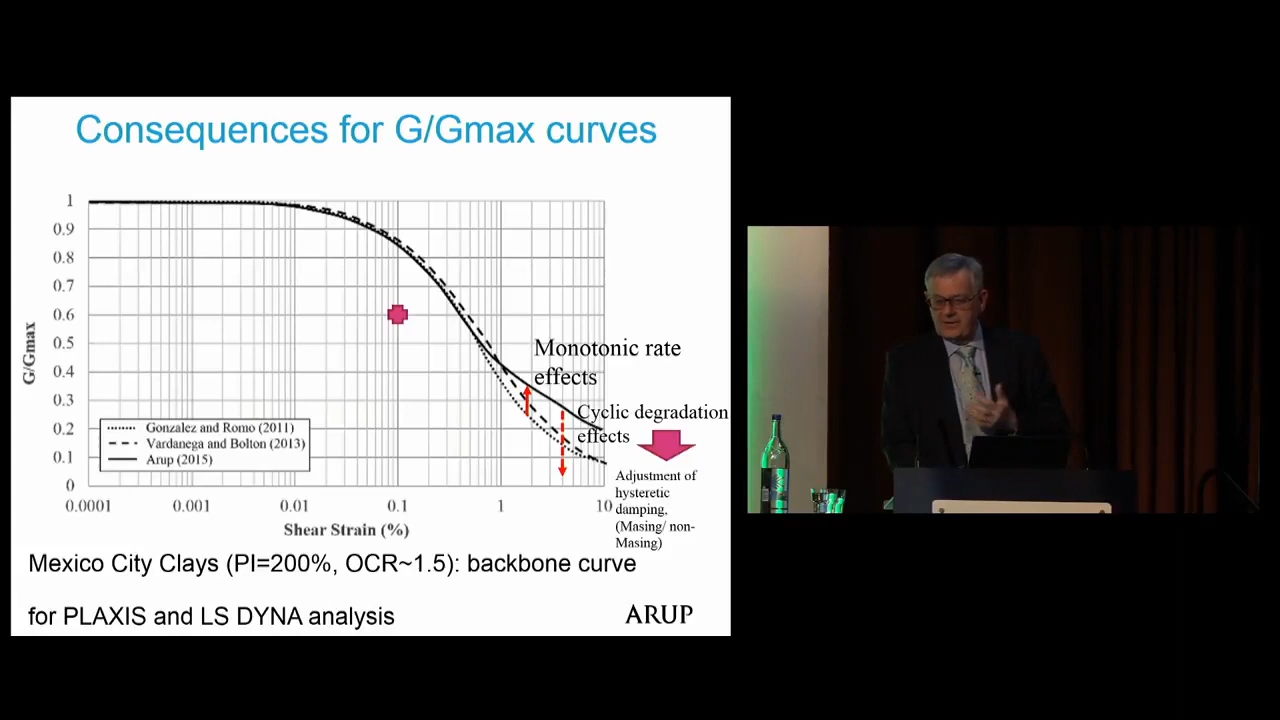 Consequences for G/Gmax curves
1
0.9
0.8
0.7
0.6
0.5
0.4
0.3
0.2
0.1
0
G/Gmax
Monotonic rate
effects
Cyclic degradation
effects
Gonzalez and Romo (2011)
Vardanega and Bolton (2013)
Arup (2015)
Adjustment of
hysteretic
damping,
(Masing/ non-
Masing)
0.0001
0.001
0.01
0.1
1
10
Shear Strain (%)
Mexico City Clays (PI=200%, OCR~1.5): backbone curve
for PLAXIS and LS DYNA analysis
ARUP